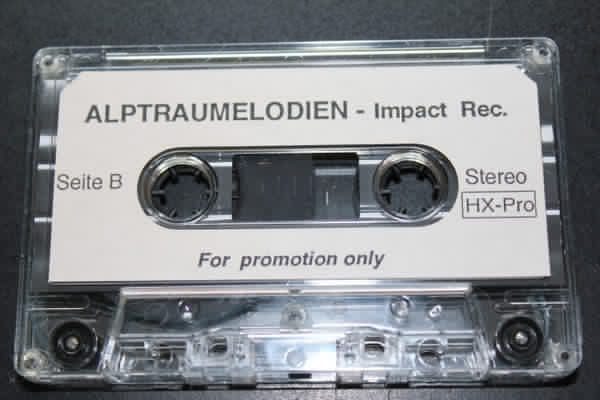 ALPTRAUMELODIEN - Impact Rec.
Seite B
Stereo
HX-Pro
For promotion only